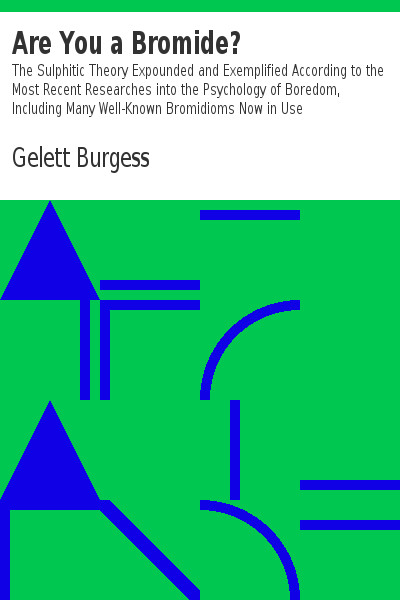 Are You a Bromide?
The Sulphitic Theory Expounded and Exemplified According to the
Most Recent Researches into the Psychology of Boredom,
Including Many Well-Known Bromidioms Now in Use
Gelett Burgess